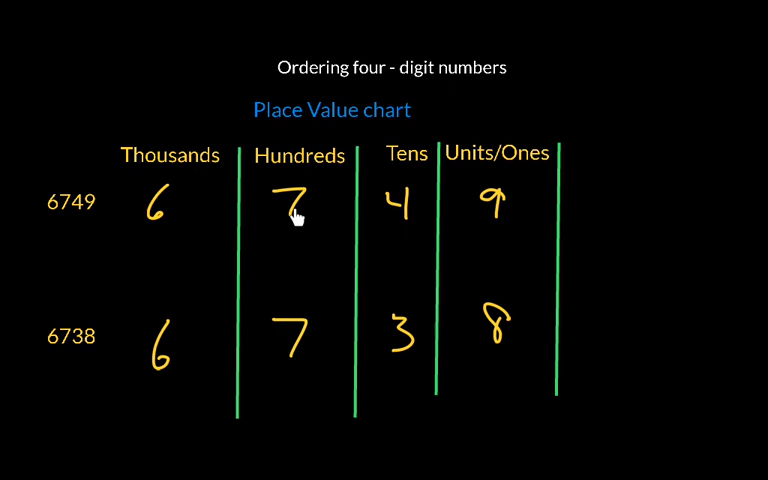 Ordering four - digit numbers
Place Value chart
Thousands Hundreds Tens Units/Ones
6749 6 7 4 9
6738 6 7 3 8